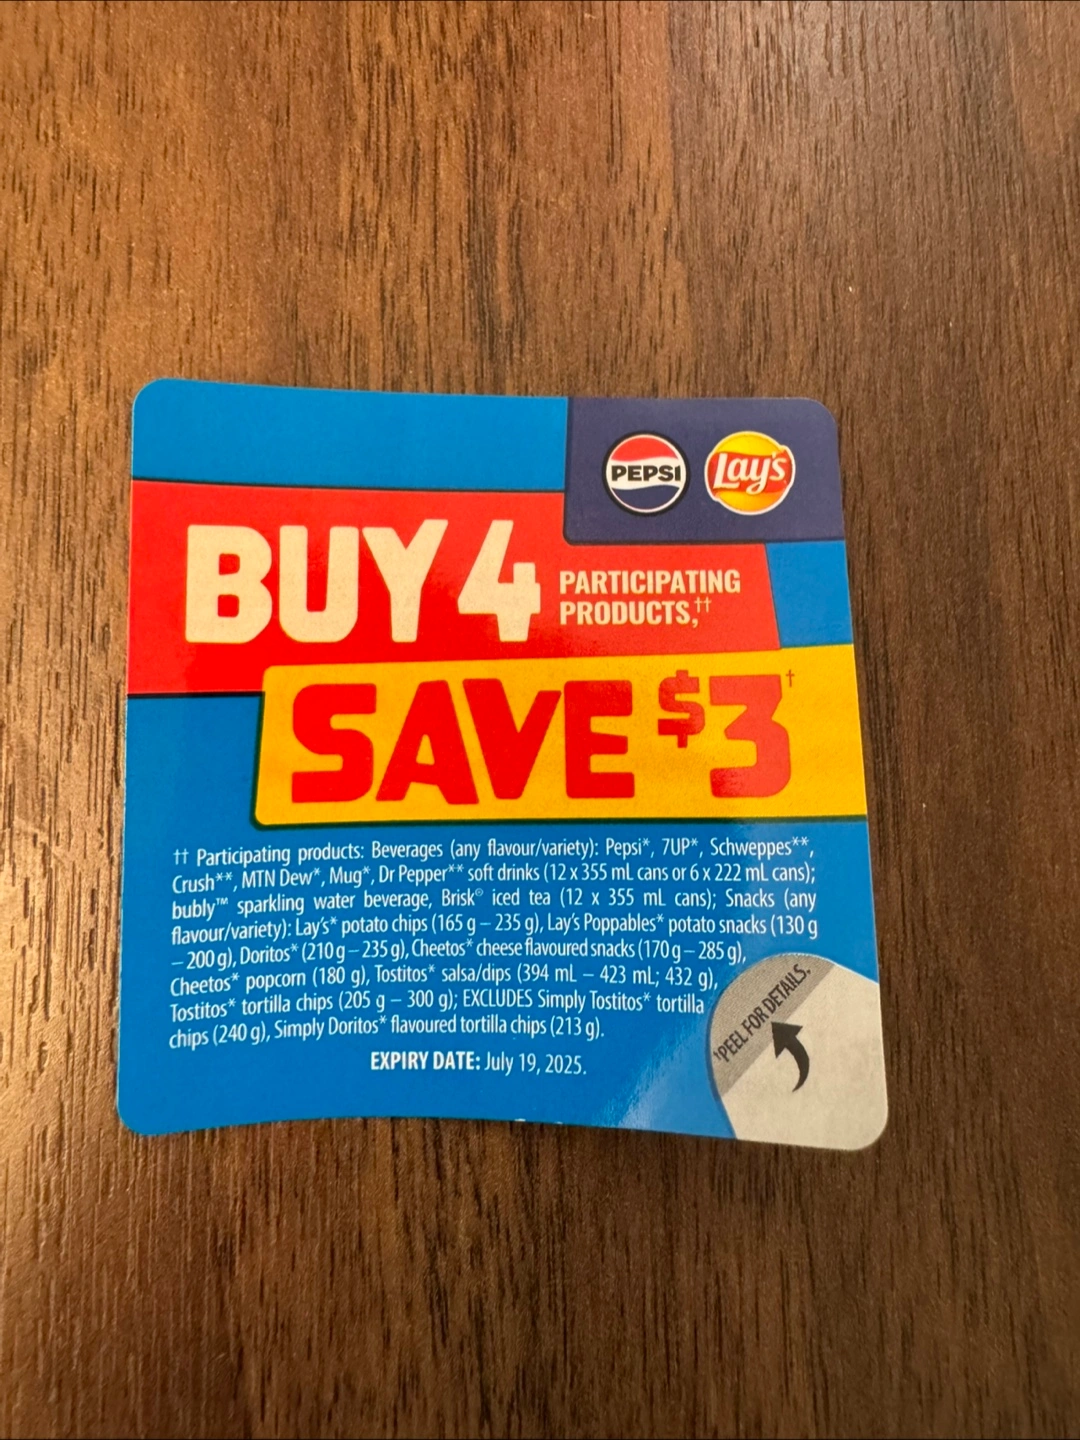 PEPSI
Lay's
BUY 4 PARTICIPATING PRODUCTS,††
SAVE $3†
†† Participating products: Beverages (any flavour/variety): Pepsi*, 7UP*, Schweppes**,
Crush**, MTN Dew*, Mug*, Dr Pepper** soft drinks (12 x 355 mL cans or 6 x 222 mL cans);
bubly™ sparkling water beverage, Brisk® iced tea (12 x 355 mL cans); Snacks (any
flavour/variety): Lay's* potato chips (165 g – 235 g), Lay's Poppables* potato snacks (130 g
– 200 g), Doritos* (210 g – 235 g), Cheetos* cheese flavoured snacks (170 g – 285 g),
Cheetos* popcorn (180 g), Tostitos* salsa/dips (394 mL – 423 mL; 432 g),
Tostitos* tortilla chips (205 g – 300 g); EXCLUDES Simply Tostitos* tortilla
chips (240 g), Simply Doritos* flavoured tortilla chips (213 g).
EXPIRY DATE: July 19, 2025.
†PEEL FOR DETAILS.